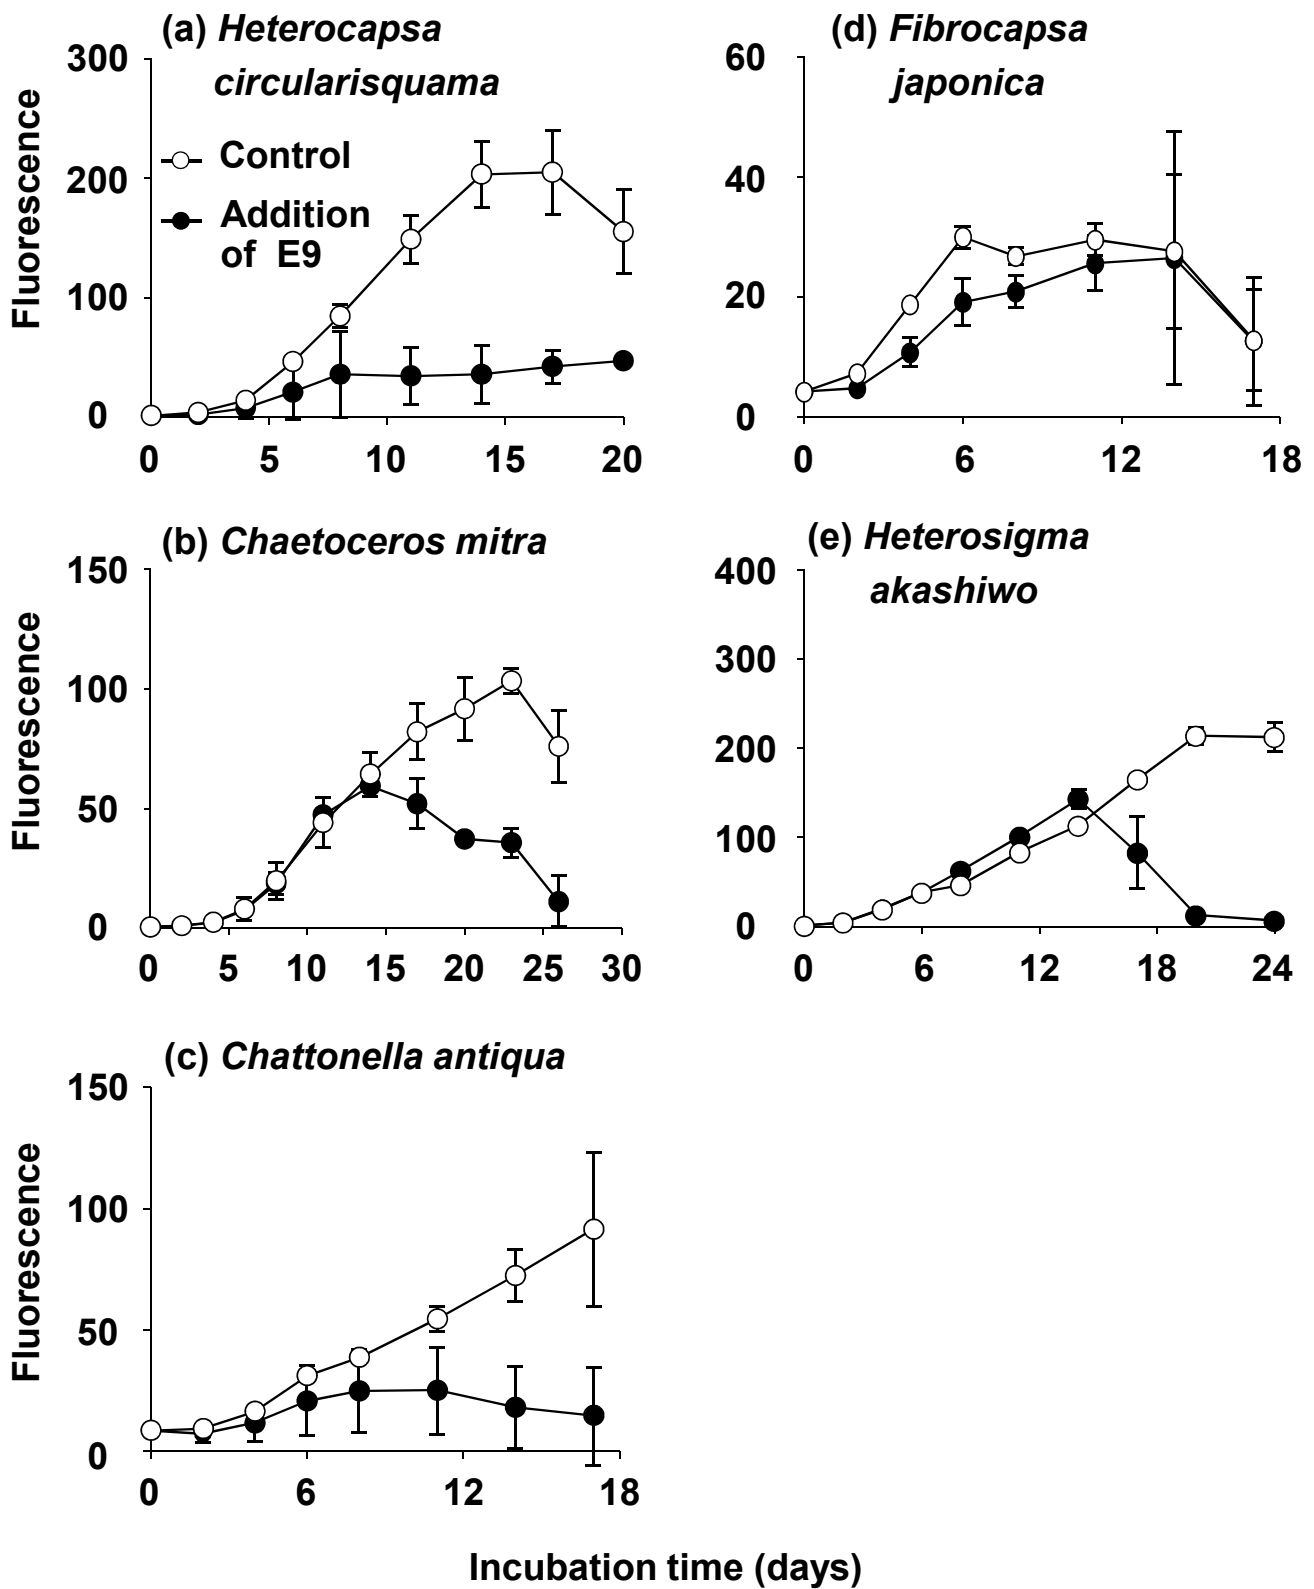 (a) Heterocapsa
circularisquama
300
200
100
0
Fluorescence
Control
Addition
of E9
0 5 10 15 20
(d) Fibrocapsa
japonica
60
40
20
0
0 6 12 18
(b) Chaetoceros mitra
150
100
50
0
Fluorescence
0 5 10 15 20 25 30
(e) Heterosigma
akashiwo
400
300
200
100
0
0 6 12 18 24
(c) Chattonella antiqua
150
100
50
0
Fluorescence
0 6 12 18
Incubation time (days)